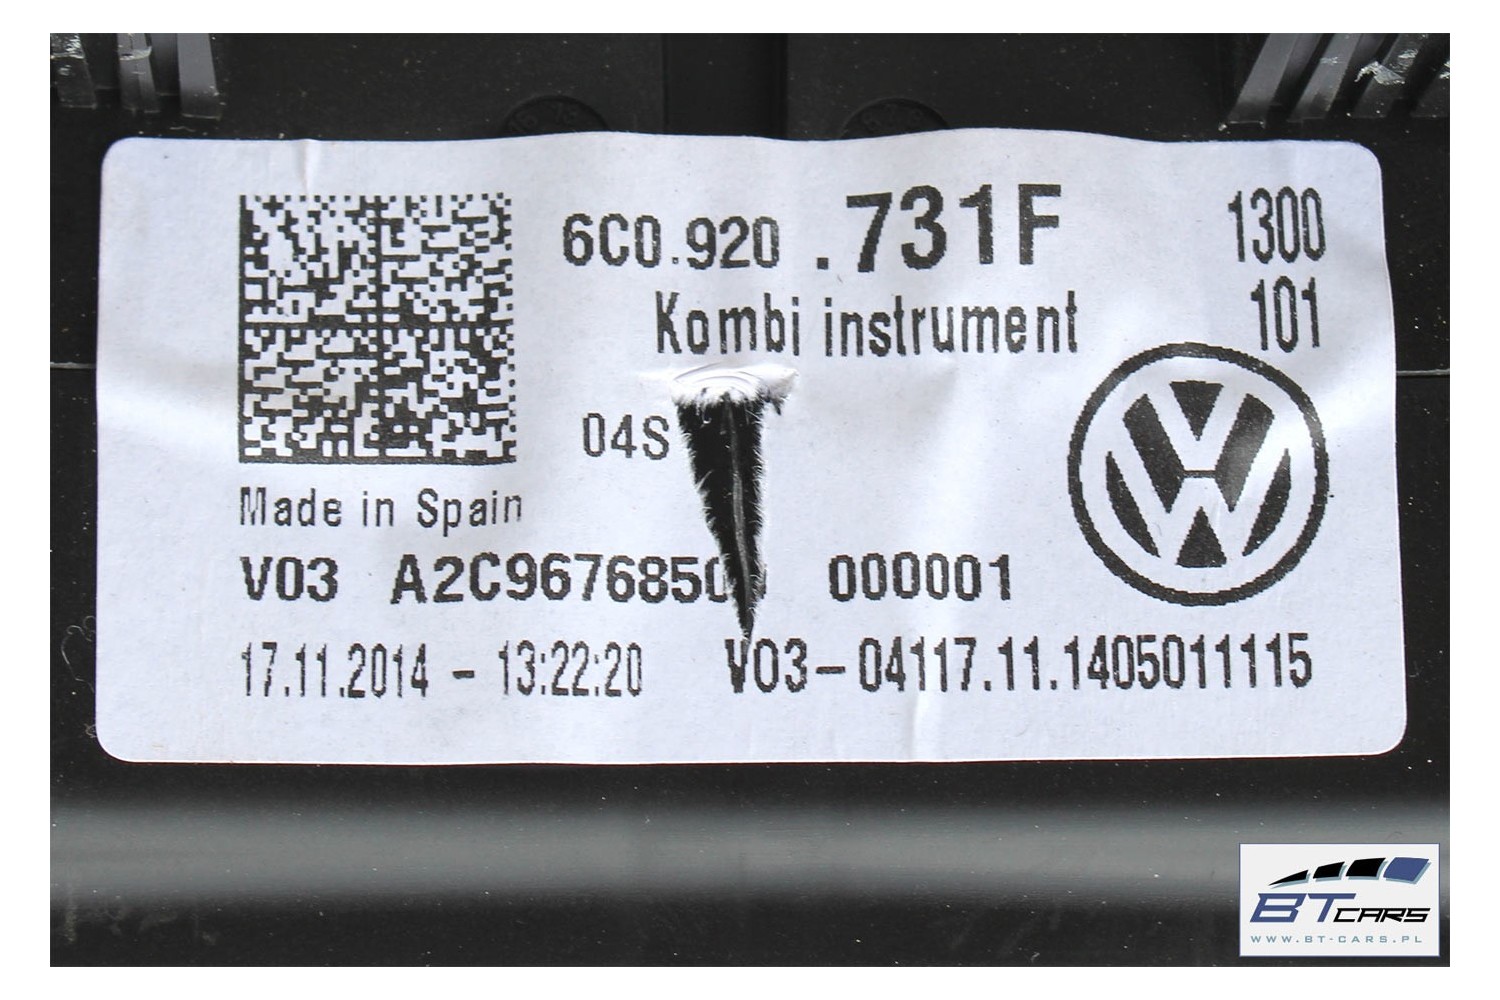 6C0.920 .731F 1300
Kombi instrument 101
04S
Made in Spain
V03 A2C9676850 000001
17.11.2014 - 13:22:20 V03-04117.11.1405011115
BT CARS
WWW.BT-CARS.PL